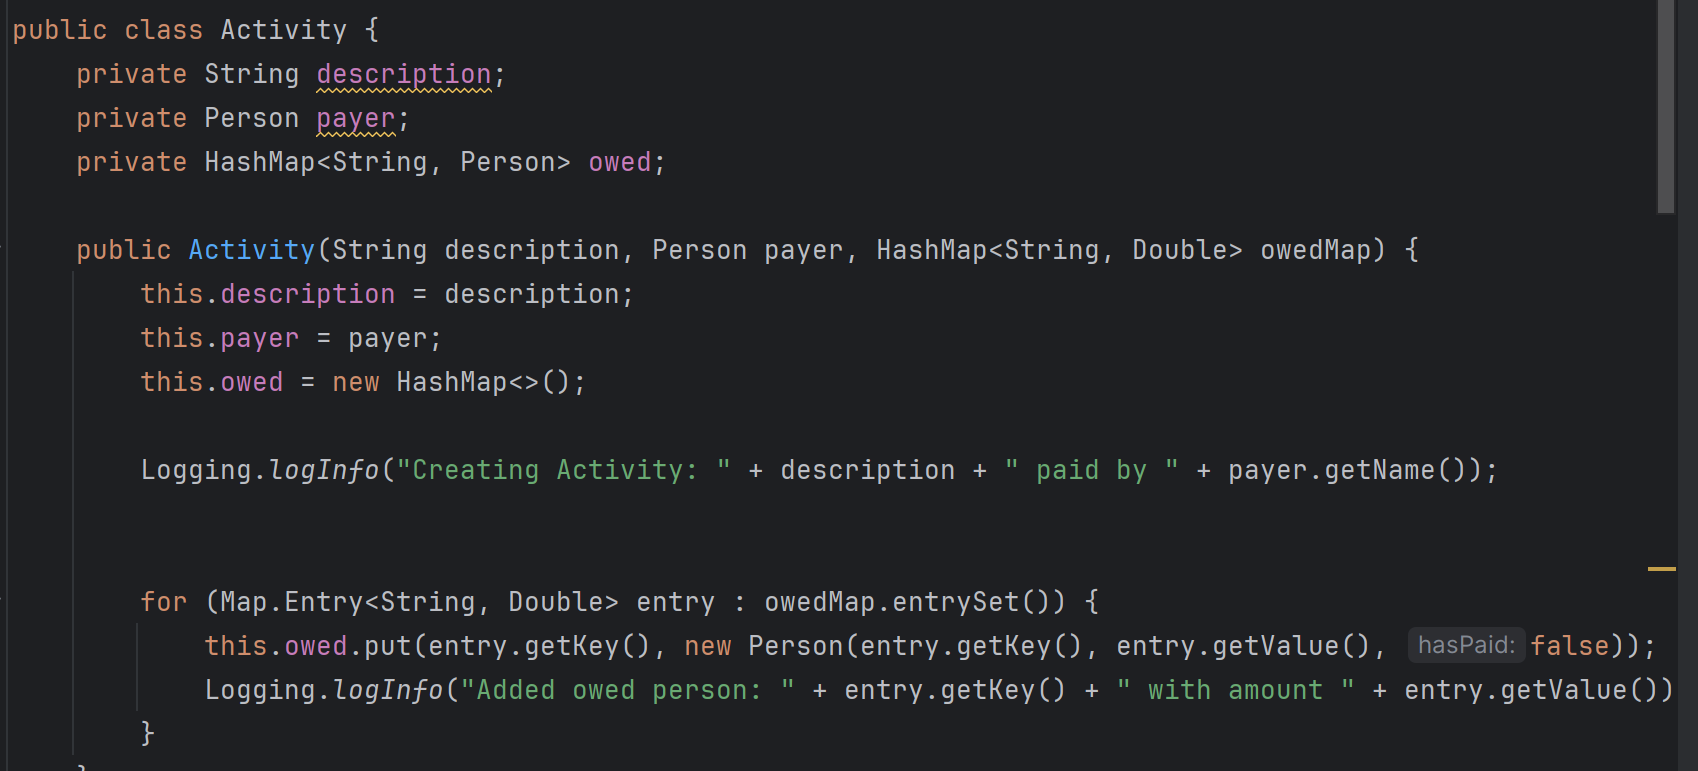 public class Activity {
    private String description;
    private Person payer;
    private HashMap<String, Person> owed;
    public Activity(String description, Person payer, HashMap<String, Double> owedMap) {
        this.description = description;
        this.payer = payer;
        this.owed = new HashMap<>();
        Logging.logInfo("Creating Activity: " + description + " paid by " + payer.getName());
        for (Map.Entry<String, Double> entry : owedMap.entrySet()) {
            this.owed.put(entry.getKey(), new Person(entry.getKey(), entry.getValue(), hasPaid: false));
            Logging.logInfo("Added owed person: " + entry.getKey() + " with amount " + entry.getValue())
        }
    }